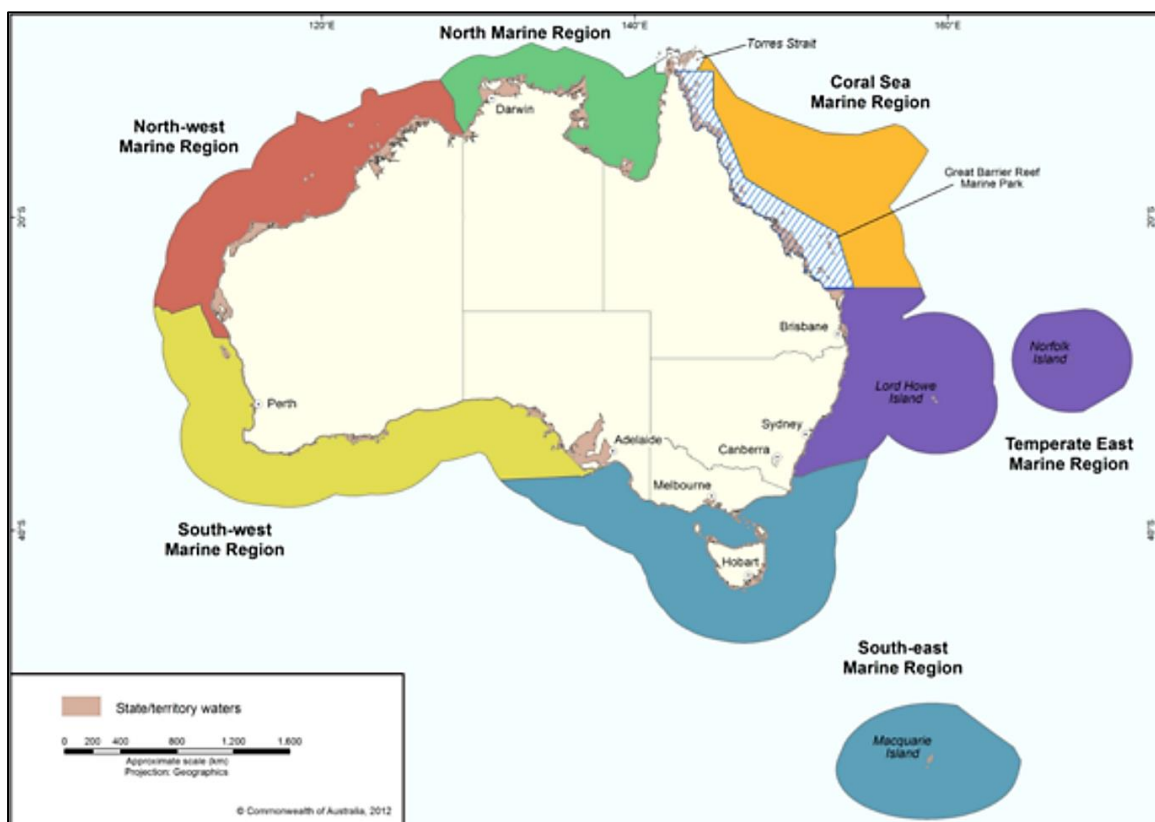 120°E
140°E
160°E
North Marine Region
Torres Strait
Coral Sea
Marine Region
Darwin
North-west
Marine Region
Great Barrier Reef
Marine Park
20°S
20°S
Brisbane
Norfolk
Island
Lord Howe
Island
Perth
Sydney
Adelaide
Canberra
Temperate East
Marine Region
Melbourne
South-west
Marine Region
40°S
40°S
Hobart
South-east
Marine Region
State/territory waters
Macquarie
Island
0 200 400 800 1,200 1,600
Approximate scale (km)
Projection: Geographics
© Commonwealth of Australia, 2012